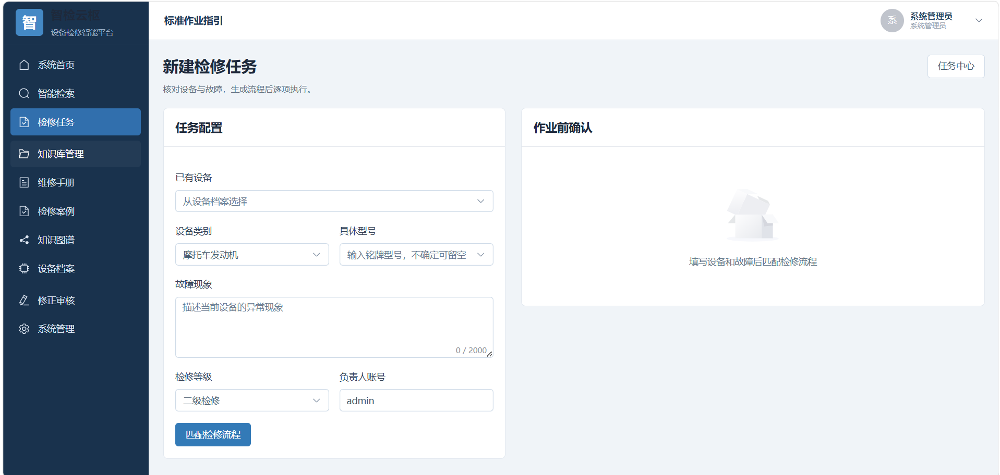 智
智检云枢
设备检修智能平台
系统首页
智能检索
检修任务
知识库管理
维修手册
检修案例
知识图谱
设备档案
修正审核
系统管理
标准作业指引
系
系统管理员
系统管理员
新建检修任务
核对设备与故障，生成流程后逐项执行。
任务中心
任务配置
已有设备
从设备档案选择
设备类别
具体型号
摩托车发动机
输入铭牌型号，不确定可留空
故障现象
描述当前设备的异常现象
0 / 2000
检修等级
负责人账号
二级检修
admin
匹配检修流程
作业前确认
填写设备和故障后匹配检修流程